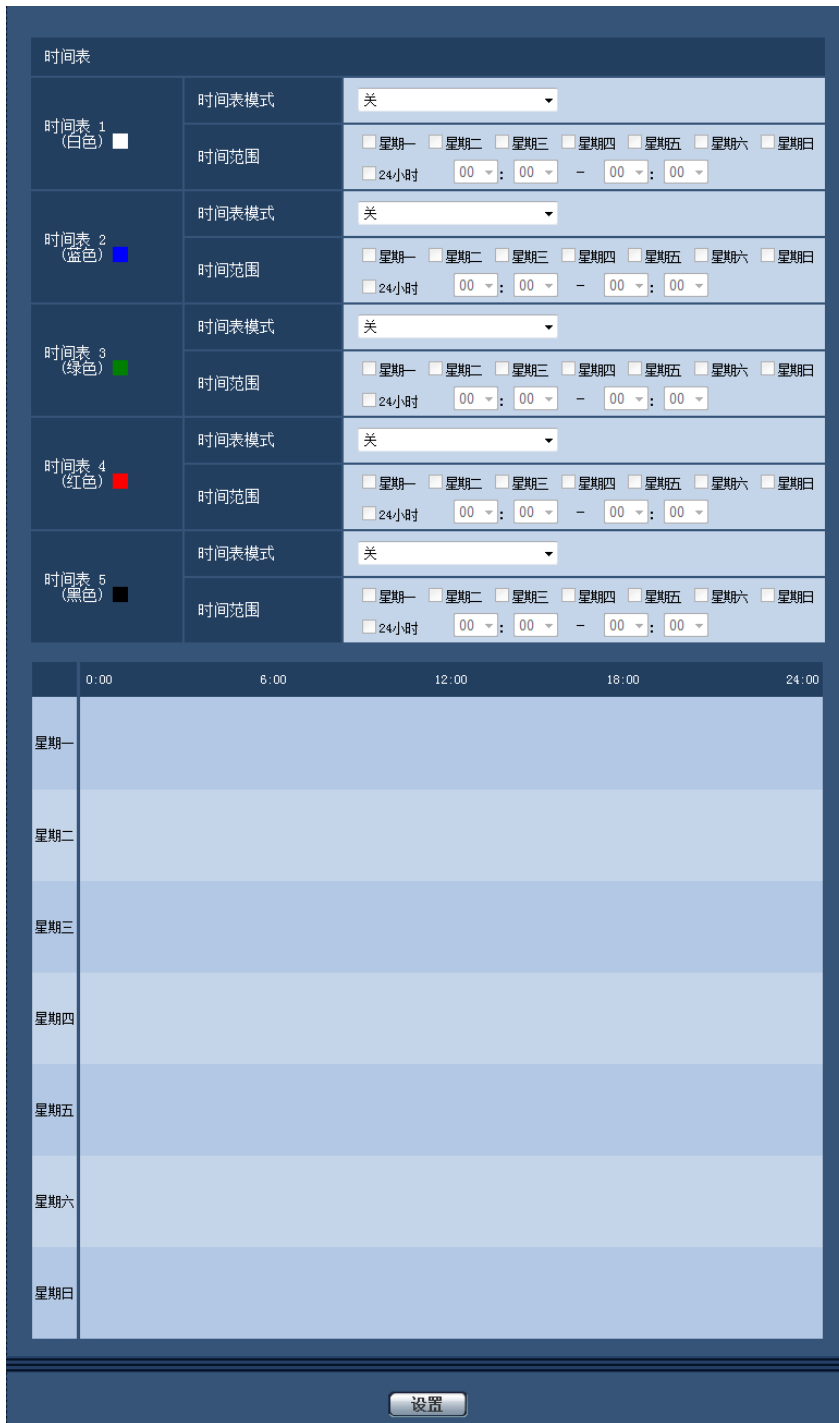 时间表
时间表 1
(白色)
时间表模式
关
时间范围
星期一 星期二 星期三 星期四 星期五 星期六 星期日
24小时 00 : 00 － 00 : 00
时间表 2
(蓝色)
时间表模式
关
时间范围
星期一 星期二 星期三 星期四 星期五 星期六 星期日
24小时 00 : 00 － 00 : 00
时间表 3
(绿色)
时间表模式
关
时间范围
星期一 星期二 星期三 星期四 星期五 星期六 星期日
24小时 00 : 00 － 00 : 00
时间表 4
(红色)
时间表模式
关
时间范围
星期一 星期二 星期三 星期四 星期五 星期六 星期日
24小时 00 : 00 － 00 : 00
时间表 5
(黑色)
时间表模式
关
时间范围
星期一 星期二 星期三 星期四 星期五 星期六 星期日
24小时 00 : 00 － 00 : 00
0:00 6:00 12:00 18:00 24:00
星期一
星期二
星期三
星期四
星期五
星期六
星期日
设置